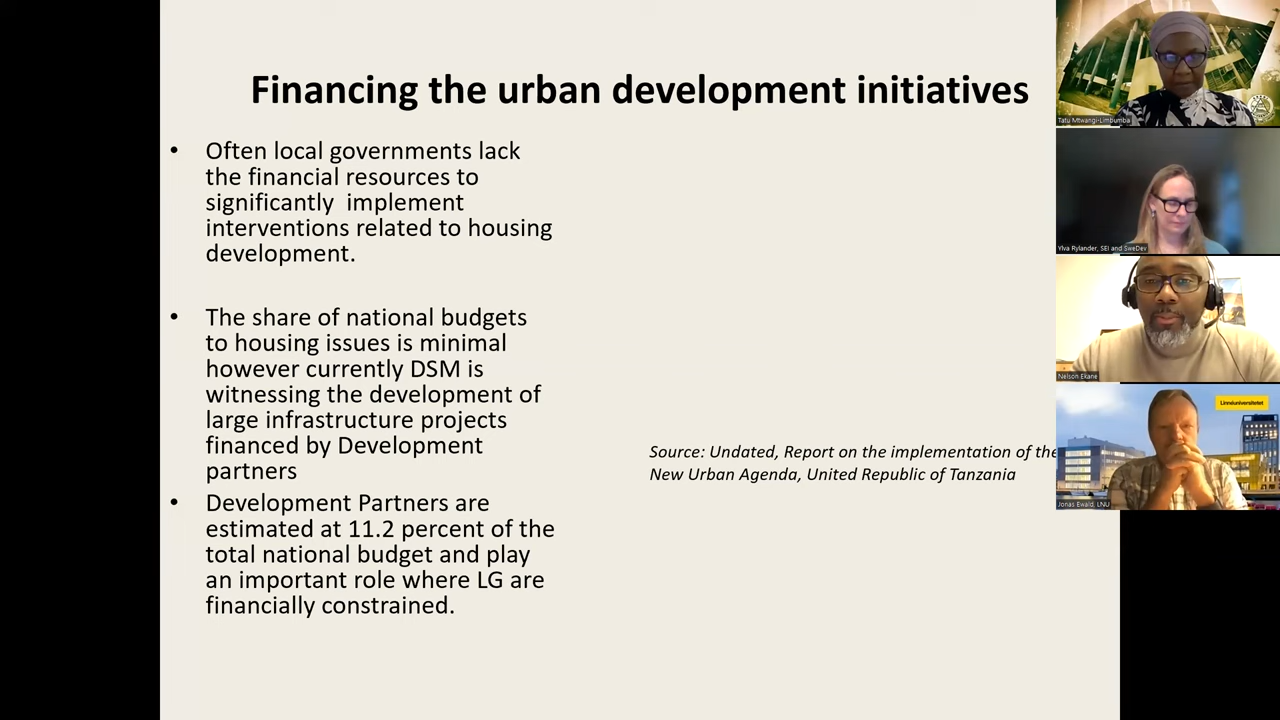 Financing the urban development initiatives
• Often local governments lack
the financial resources to
significantly  implement
interventions related to housing
development.
• The share of national budgets
to housing issues is minimal
however currently DSM is
witnessing the development of
large infrastructure projects
financed by Development
partners
• Development Partners are
estimated at 11.2 percent of the
total national budget and play
an important role where LG are
financially constrained.
Source: Undated, Report on the implementation of the
New Urban Agenda, United Republic of Tanzania
Tatu Mtwangi-Limbumba
Ylva Rylander, SEI and SweDev
Nelson Ekane
Linnéuniversitetet
Jonas Ewald, LNU